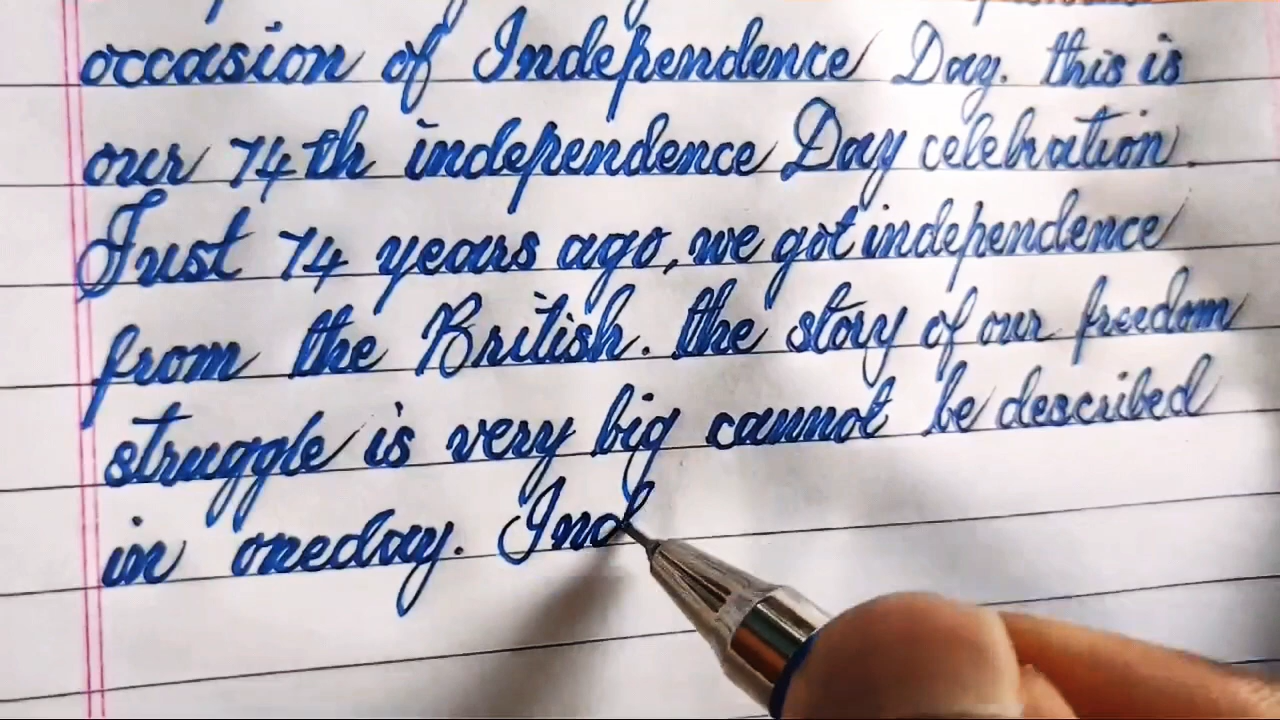 occasion of Independence Day. this is
our 74th independence Day celebration.
Just 74 years ago, we got independence
from the British. the story of our freedom
struggle is very big cannot be described
in oneday. Ind